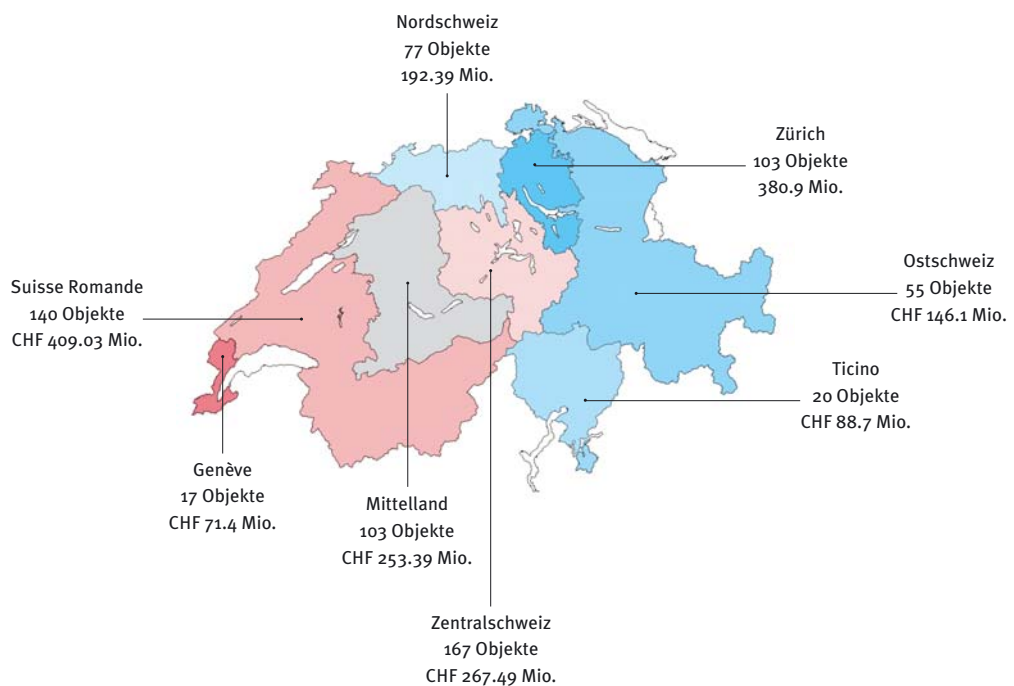 Nordschweiz
77 Objekte
192.39 Mio.
Zürich
103 Objekte
380.9 Mio.
Ostschweiz
55 Objekte
CHF 146.1 Mio.
Suisse Romande
140 Objekte
CHF 409.03 Mio.
Ticino
20 Objekte
CHF 88.7 Mio.
Genève
17 Objekte
CHF 71.4 Mio.
Mittelland
103 Objekte
CHF 253.39 Mio.
Zentralschweiz
167 Objekte
CHF 267.49 Mio.